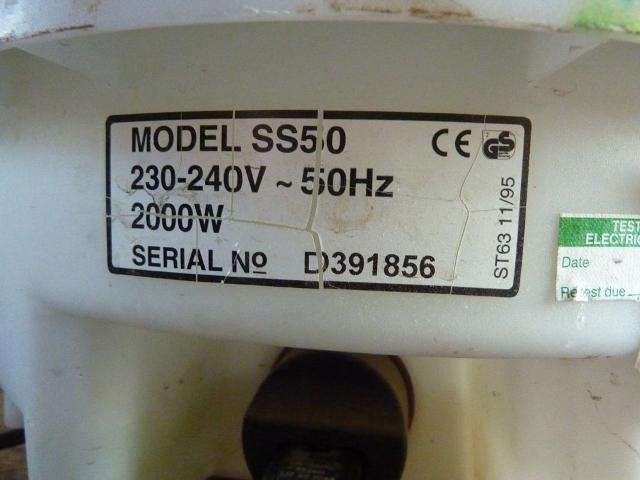 MODEL SS50
230-240V ~ 50Hz
2000W
SERIAL Nº D391856
CE GS
ST63 11/95
TEST
ELECTRIC
Date
Retest due